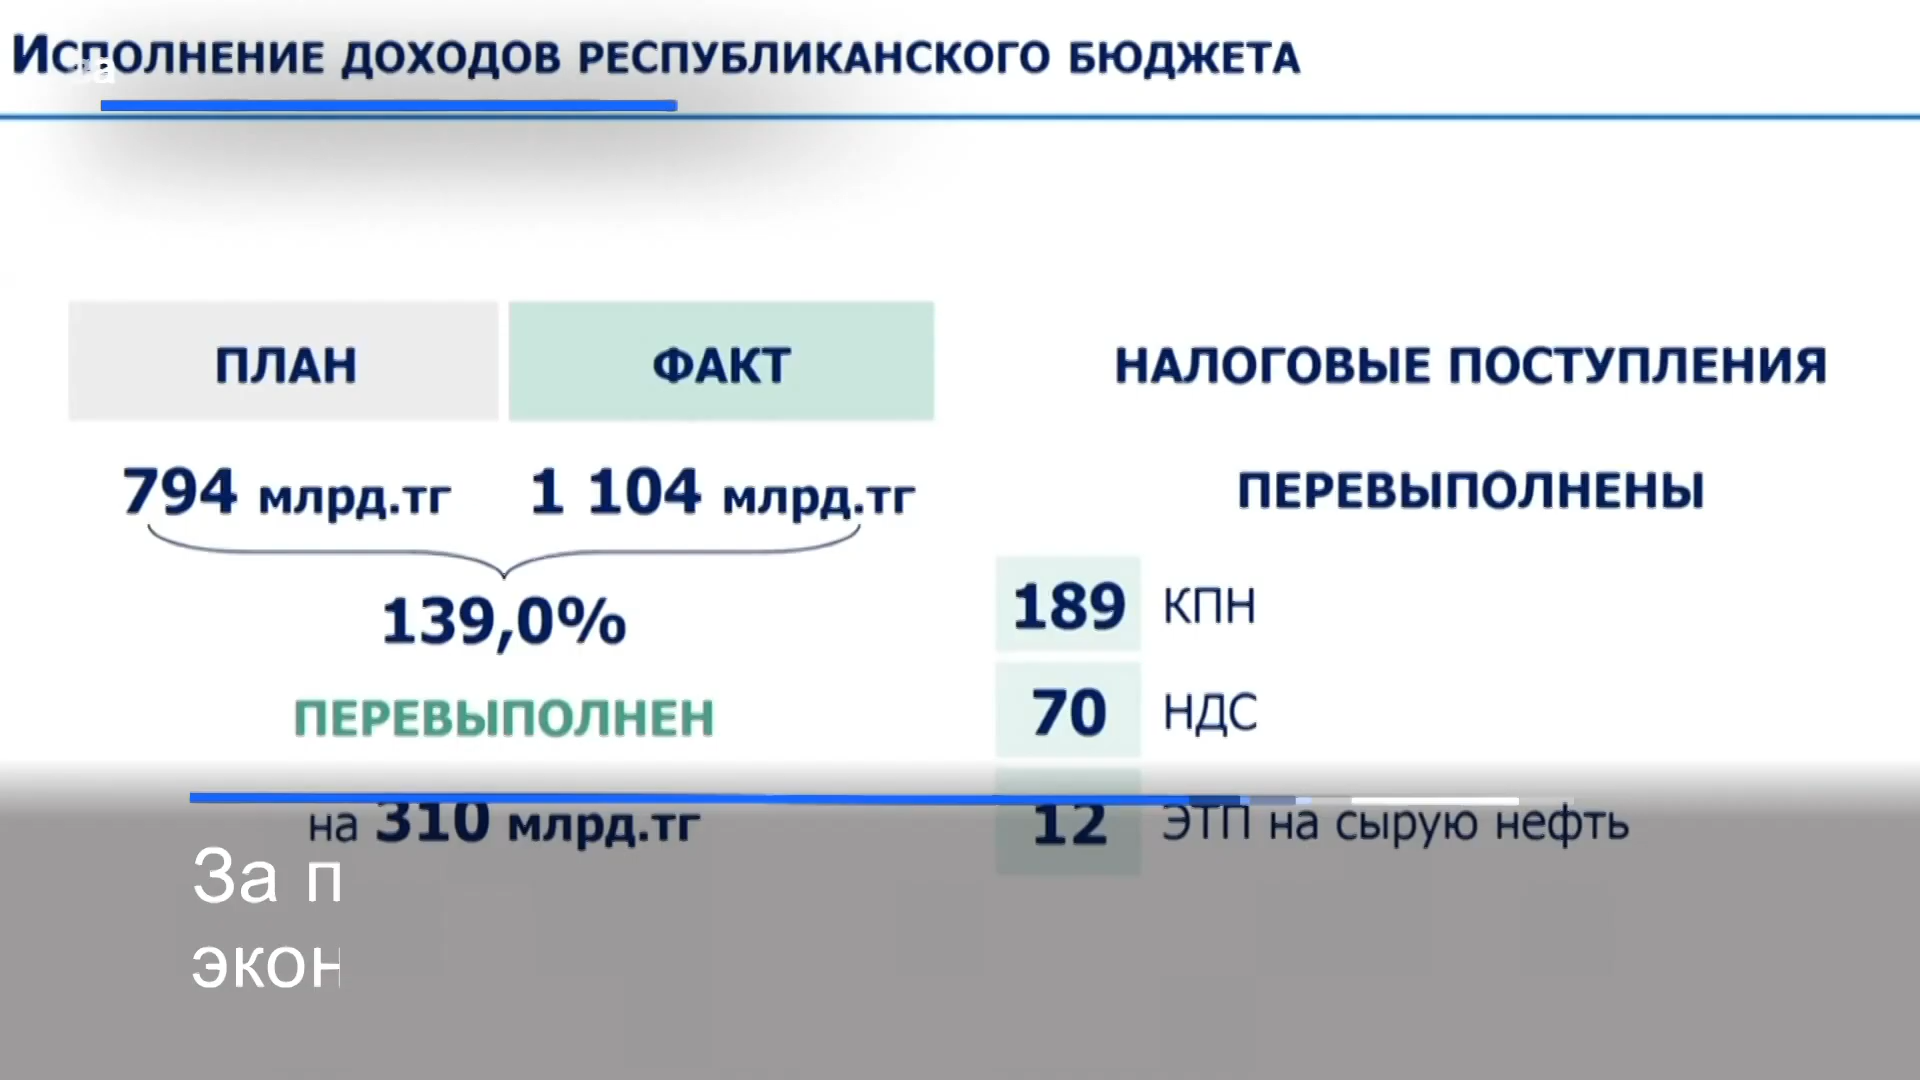 Исполнение доходов республиканского бюджета
За
ПЛАН
ФАКТ
794 млрд.тг
1 104 млрд.тг
139,0%
ПЕРЕВЫПОЛНЕН
на 310 млрд.тг
НАЛОГОВЫЕ ПОСТУПЛЕНИЯ
ПЕРЕВЫПОЛНЕНЫ
189 КПН
70 НДС
12 ЭТП на сырую нефть
За п
экон